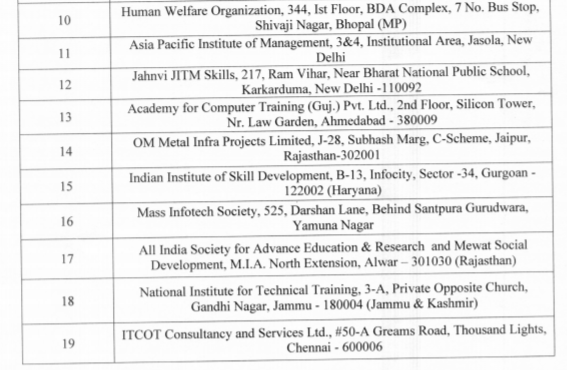 10
Human Welfare Organization, 344, Ist Floor, BDA Complex, 7 No. Bus Stop,
Shivaji Nagar, Bhopal (MP)
11
Asia Pacific Institute of Management, 3&4, Institutional Area, Jasola, New
Delhi
12
Jahnvi JITM Skills, 217, Ram Vihar, Near Bharat National Public School,
Karkarduma, New Delhi -110092
13
Academy for Computer Training (Guj.) Pvt. Ltd., 2nd Floor, Silicon Tower,
Nr. Law Garden, Ahmedabad - 380009
14
OM Metal Infra Projects Limited, J-28, Subhash Marg, C-Scheme, Jaipur,
Rajasthan-302001
15
Indian Institute of Skill Development, B-13, Infocity, Sector -34, Gurgoan -
122002 (Haryana)
16
Mass Infotech Society, 525, Darshan Lane, Behind Santpura Gurudwara,
Yamuna Nagar
17
All India Society for Advance Education & Research and Mewat Social
Development, M.I.A. North Extension, Alwar – 301030 (Rajasthan)
18
National Institute for Technical Training, 3-A, Private Opposite Church,
Gandhi Nagar, Jammu - 180004 (Jammu & Kashmir)
19
ITCOT Consultancy and Services Ltd., #50-A Greams Road, Thousand Lights,
Chennai - 600006